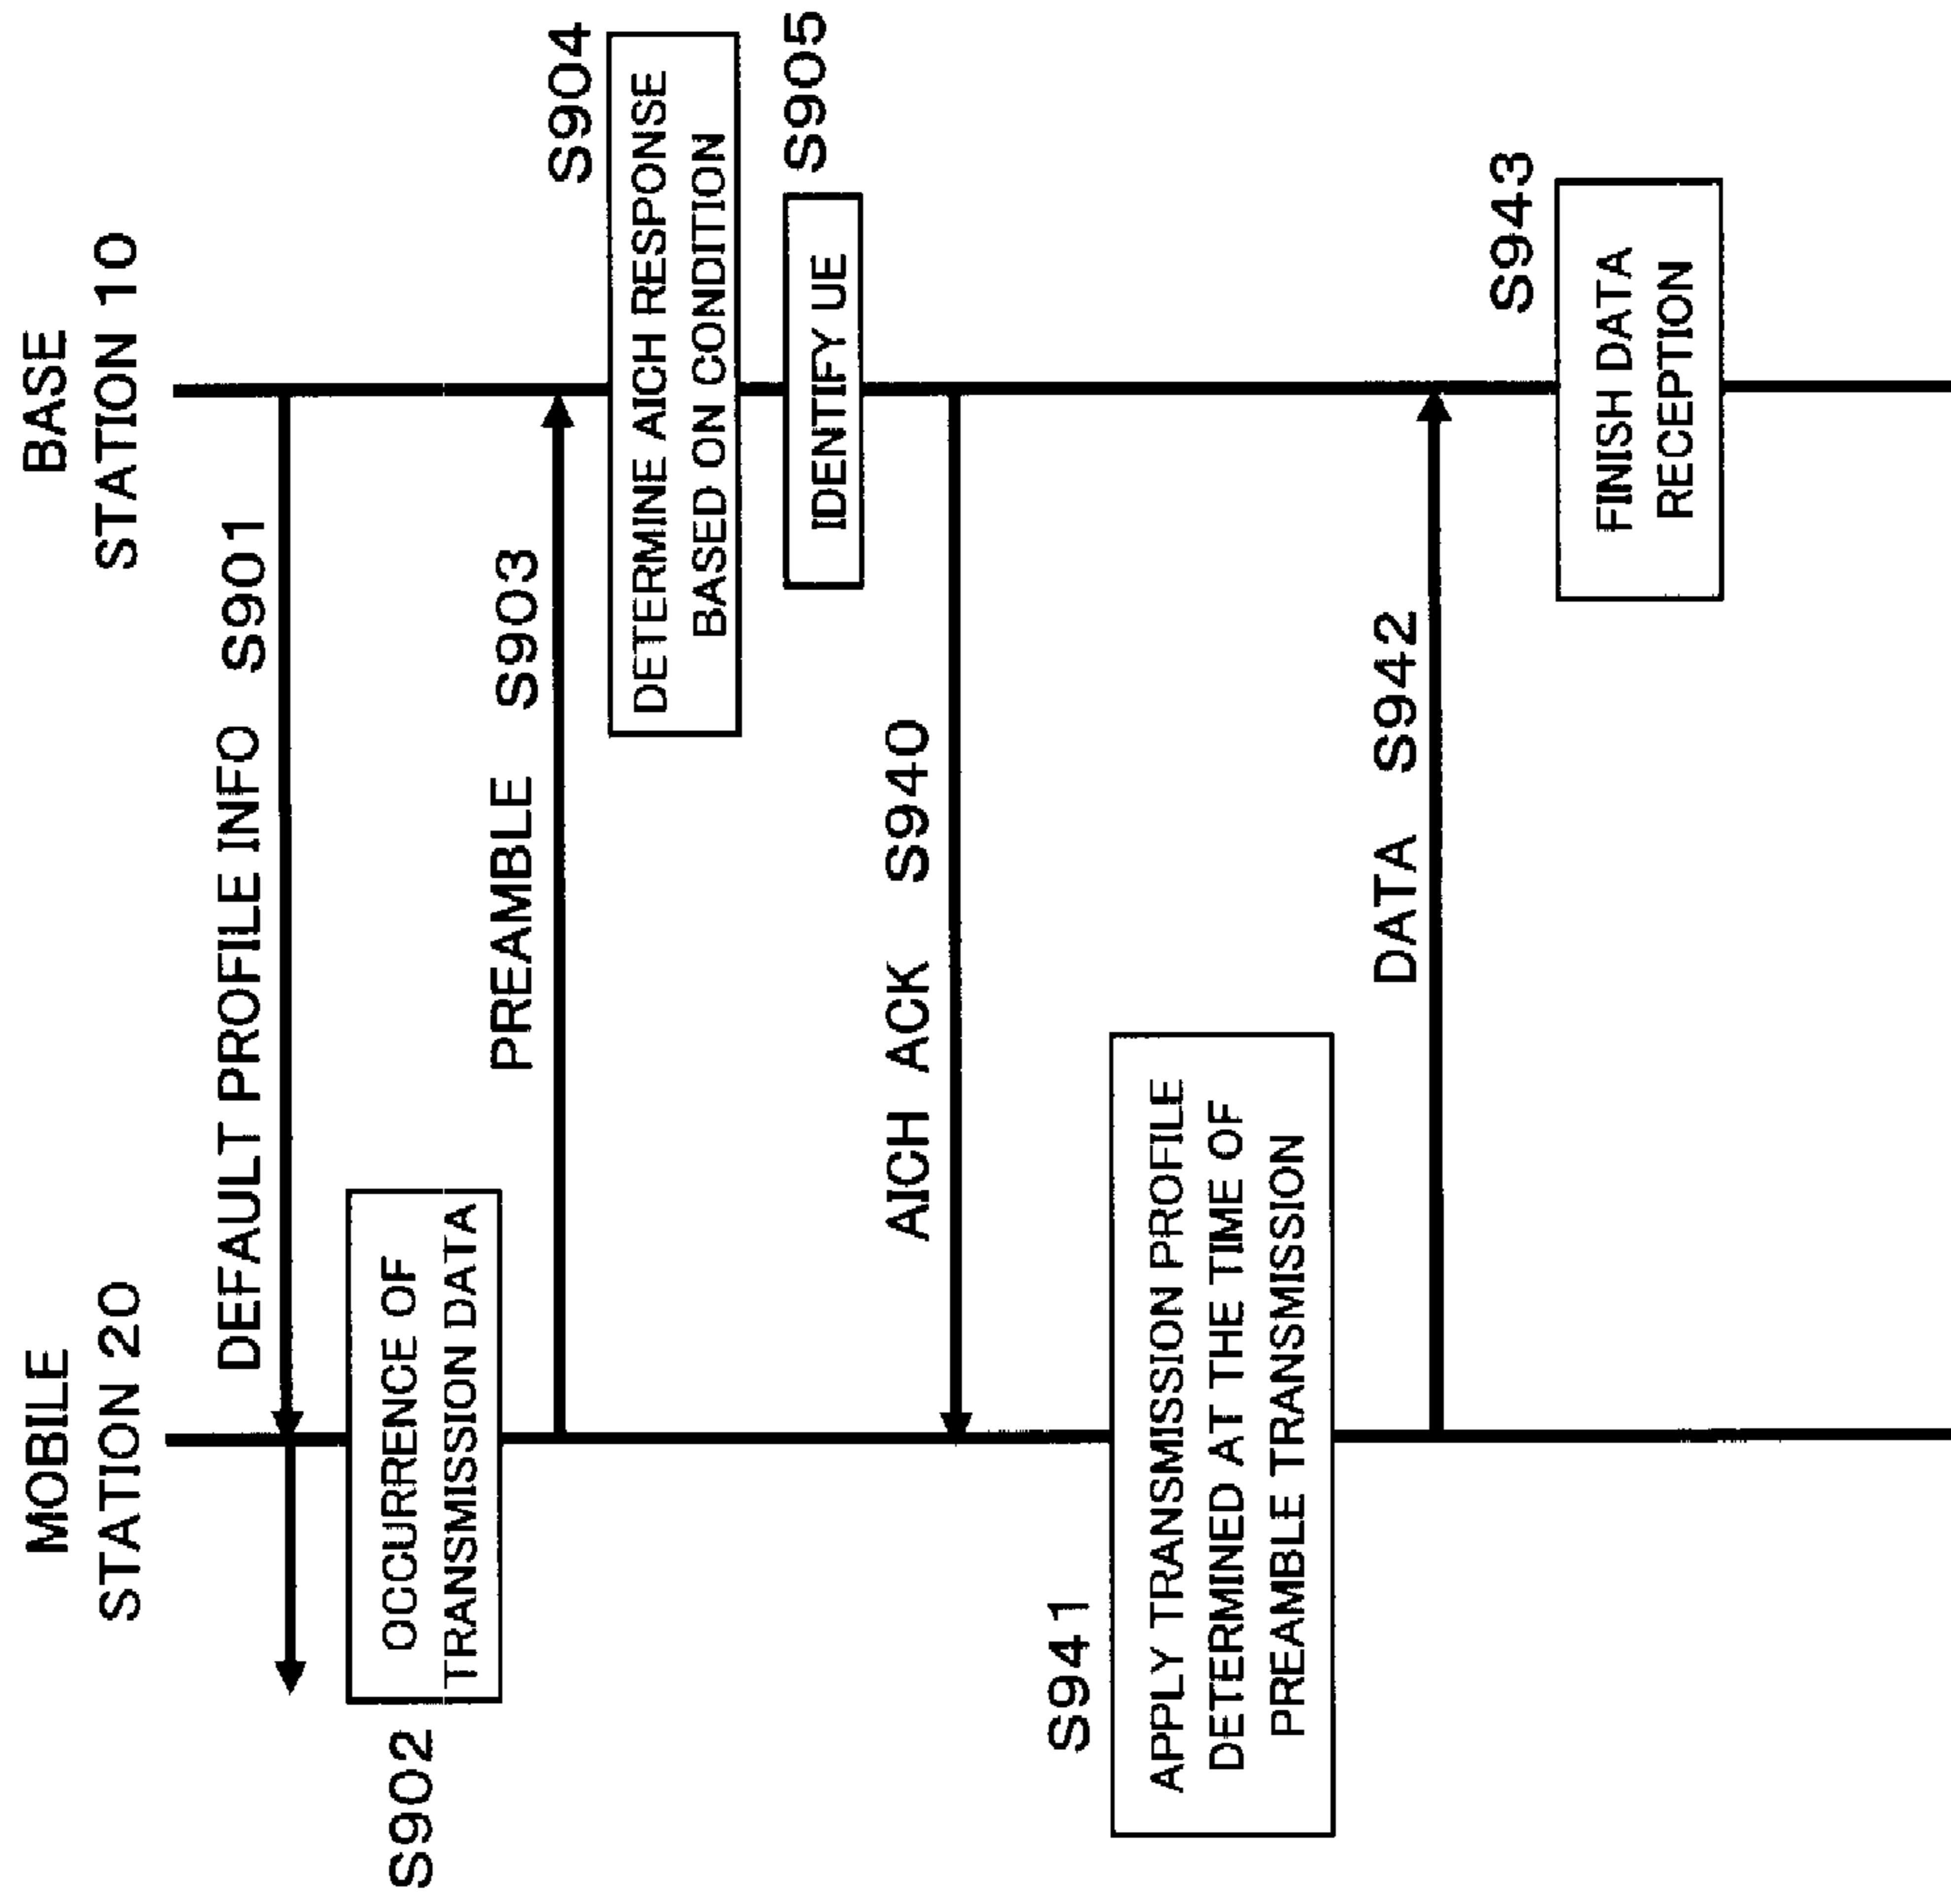 MOBILE
STATION 20
BASE
STATION 10
DEFAULT PROFILE INFO S901
S902
OCCURRENCE OF
TRANSMISSION DATA
PREAMBLE S903
S904
DETERMINE AICH RESPONSE
BASED ON CONDITION
S905
IDENTIFY UE
AICH ACK S940
S941
APPLY TRANSMISSION PROFILE
DETERMINED AT THE TIME OF
PREAMBLE TRANSMISSION
DATA S942
S943
FINISH DATA
RECEPTION